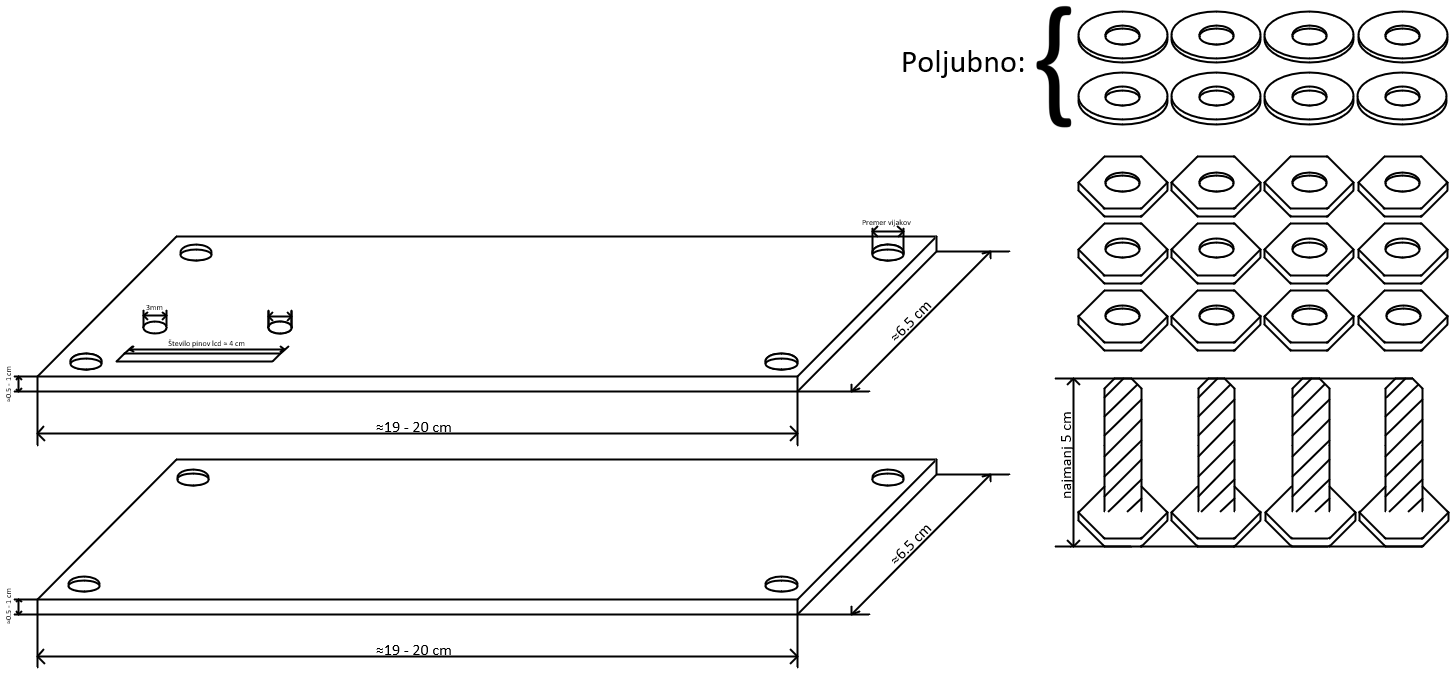 Poljubno:
Premer vijakov
3mm
Število pinov lcd ≈ 4 cm
≈6.5 cm
≈0.5 - 1 cm
≈19 - 20 cm
najmanj 5 cm
≈6.5 cm
≈0.5 - 1 cm
≈19 - 20 cm